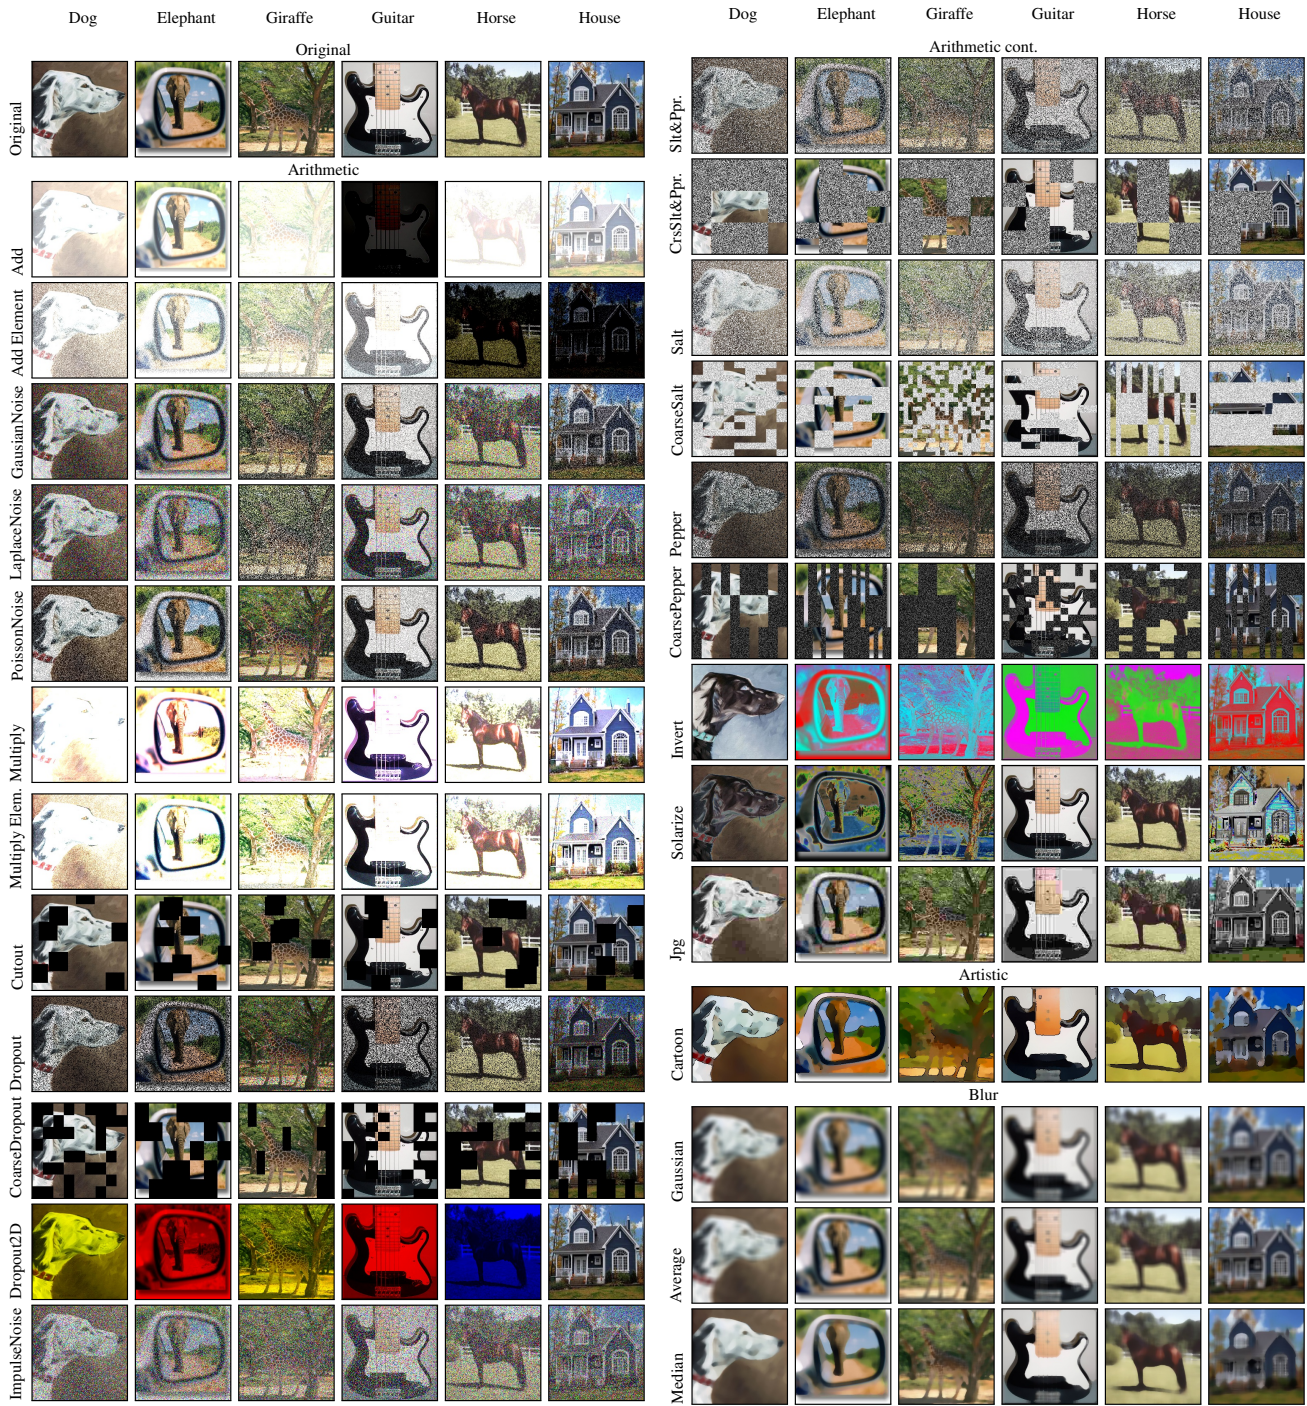 Dog Elephant Giraffe Guitar Horse House
Original
Original
Arithmetic
Add
Add Element
GausianNoise
LaplaceNoise
PoissonNoise
Multiply
Multiply Elem.
Cutout
Dropout
CoarseDropout
Dropout2D
ImpulseNoise
Dog Elephant Giraffe Guitar Horse House
Arithmetic cont.
Slt&Ppr.
CrsSlt&Ppr.
Salt
CoarseSalt
Pepper
CoarsePepper
Invert
Solarize
Jpg
Artistic
Cartoon
Blur
Gaussian
Average
Median